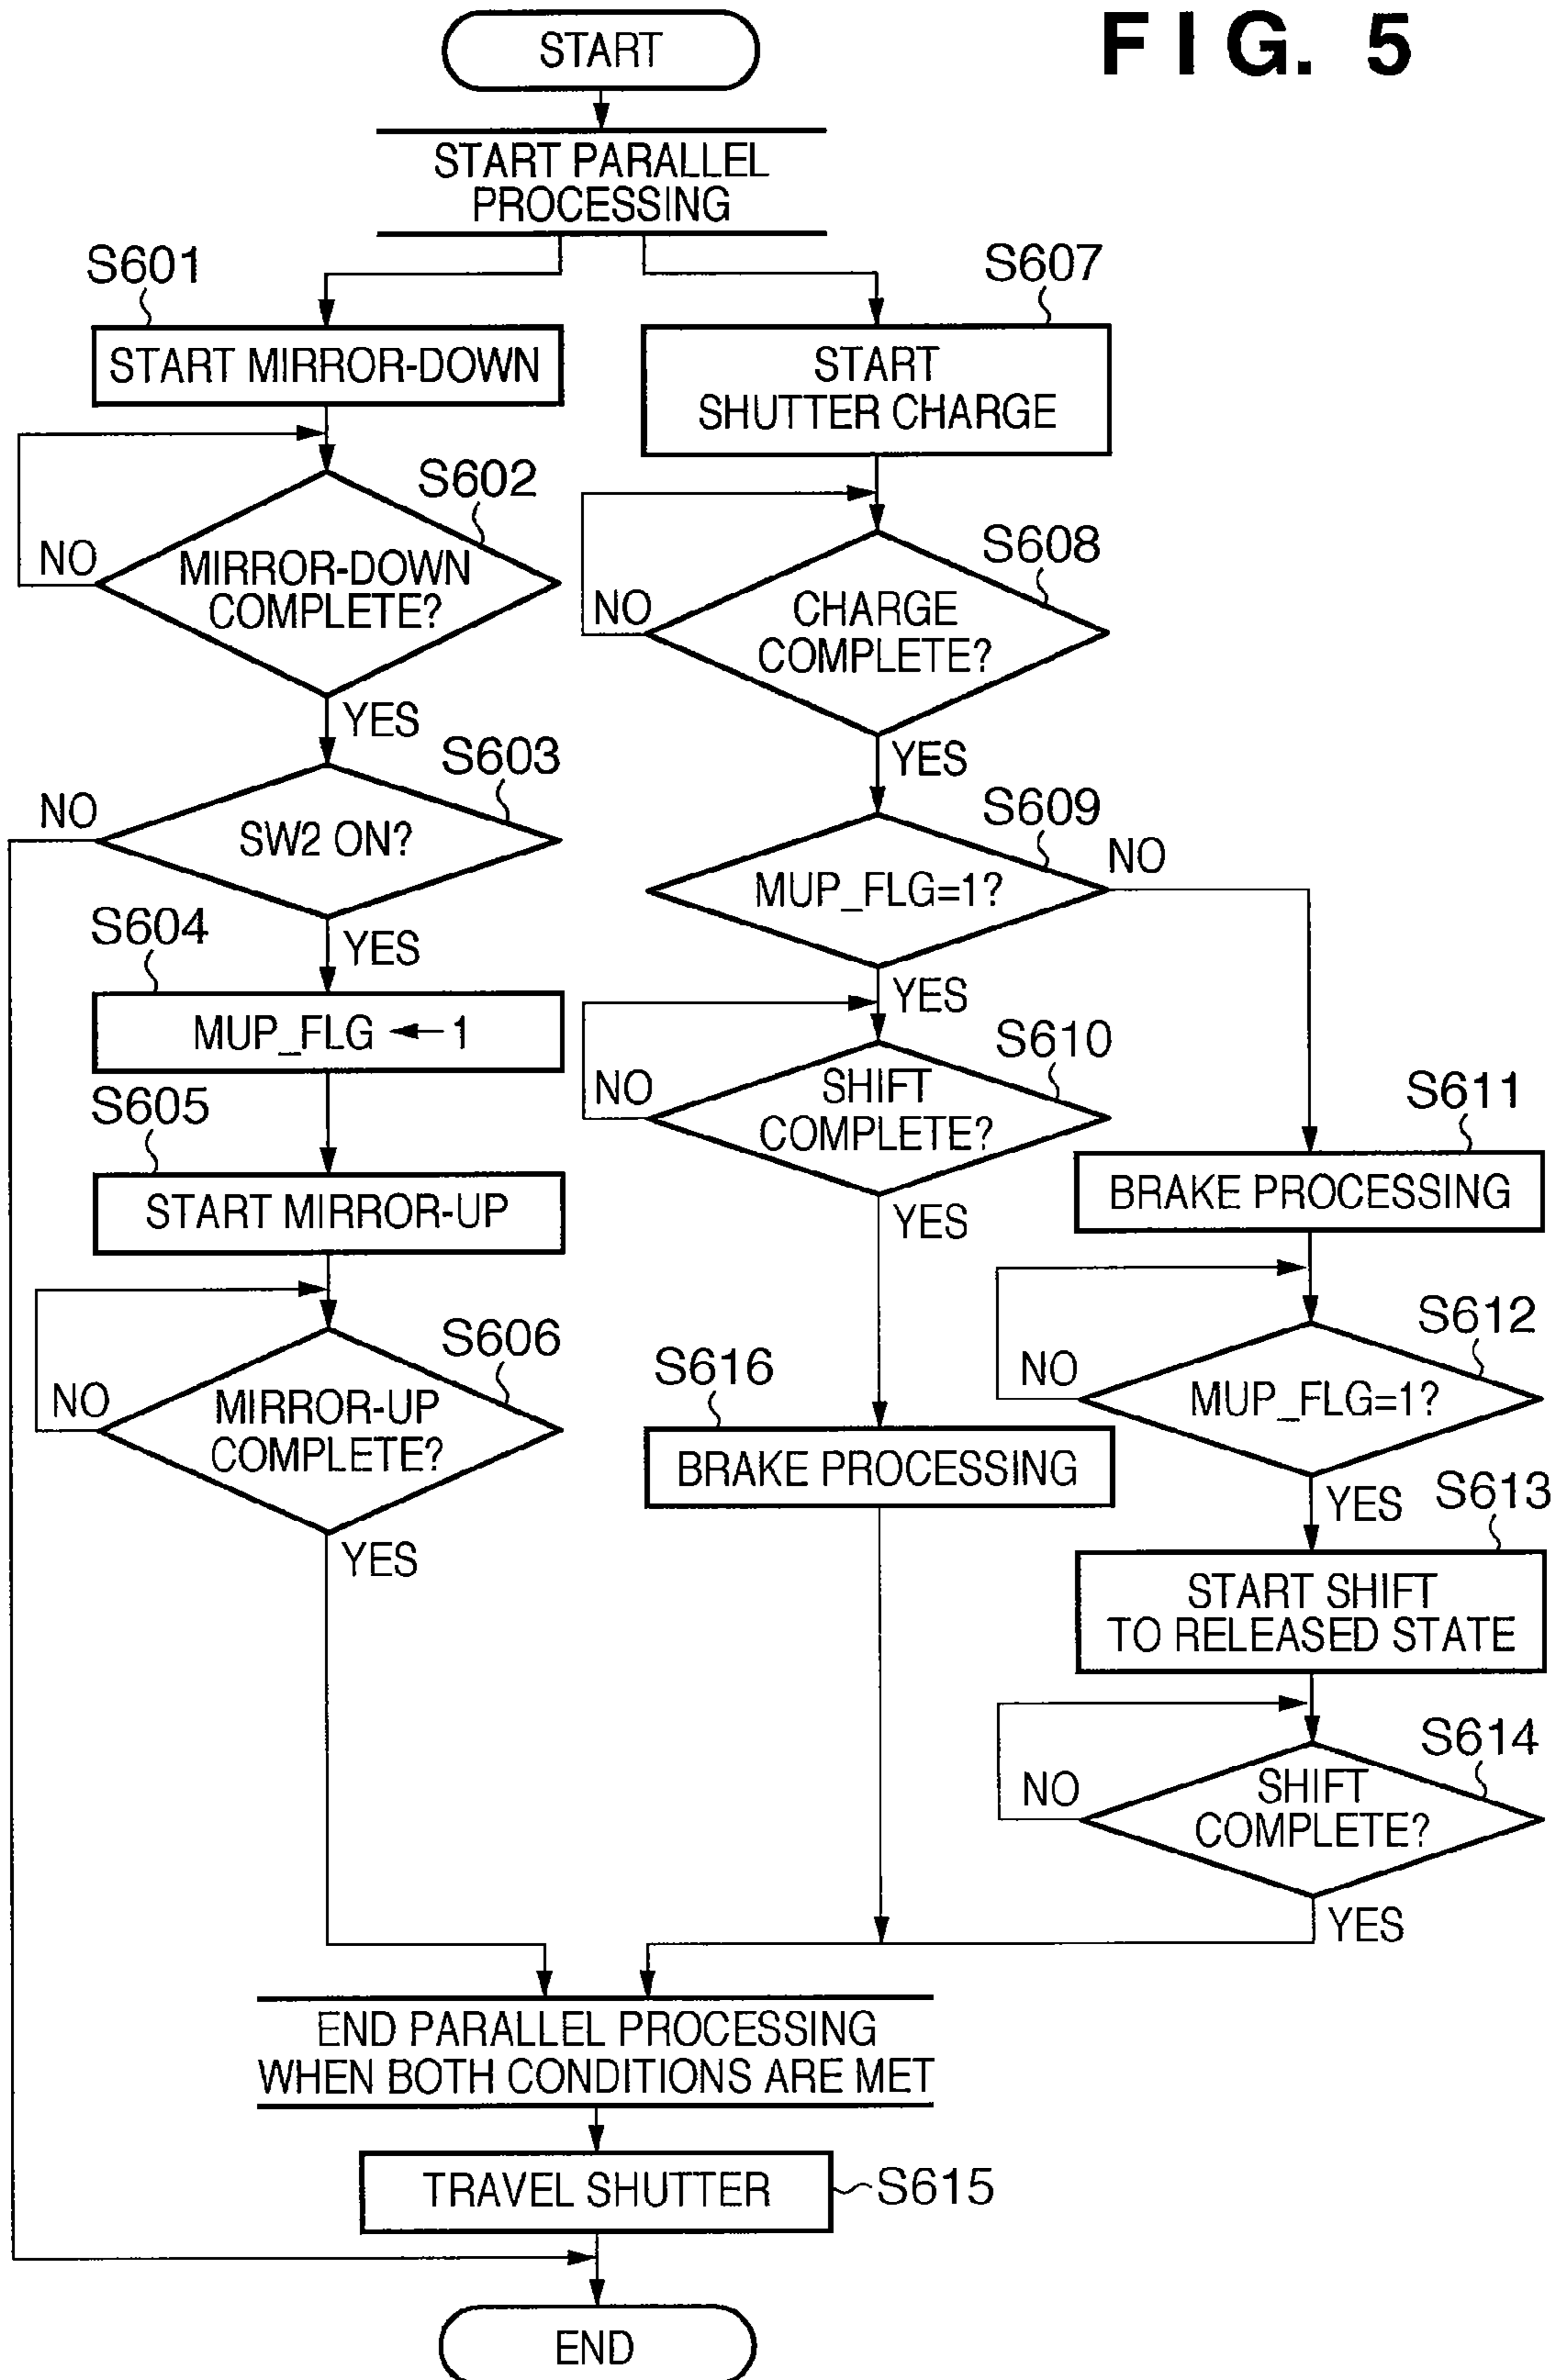 FIG. 5
START
START PARALLEL
PROCESSING
S601
START MIRROR-DOWN
S602
MIRROR-DOWN
COMPLETE?
NO
YES
S603
SW2 ON?
NO
YES
S604
MUP_FLG ← 1
S605
START MIRROR-UP
S606
MIRROR-UP
COMPLETE?
NO
YES
S607
START
SHUTTER CHARGE
S608
CHARGE
COMPLETE?
NO
YES
S609
MUP_FLG=1?
NO
YES
S610
SHIFT
COMPLETE?
NO
YES
S616
BRAKE PROCESSING
S611
BRAKE PROCESSING
S612
MUP_FLG=1?
NO
YES
S613
START SHIFT
TO RELEASED STATE
S614
SHIFT
COMPLETE?
NO
YES
END PARALLEL PROCESSING
WHEN BOTH CONDITIONS ARE MET
TRAVEL SHUTTER
S615
END